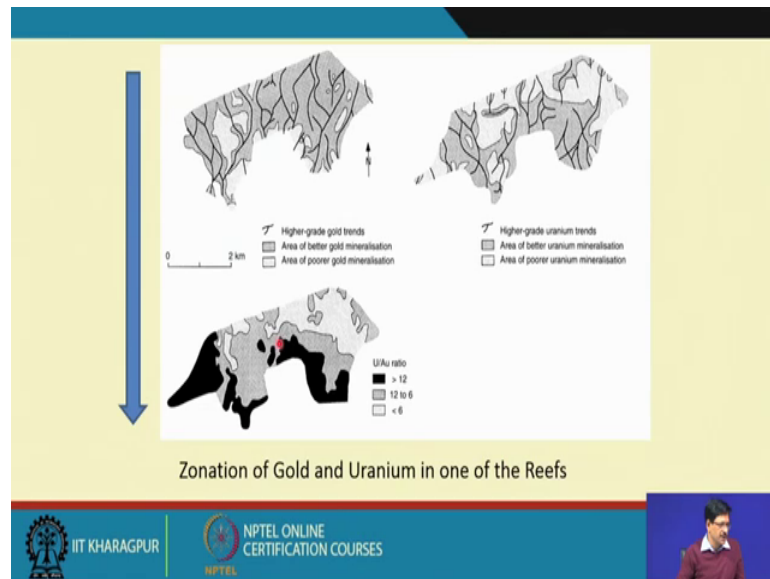 N
Higher-grade gold trends
Area of better gold mineralisation
Area of poorer gold mineralisation
0 2 km
Higher-grade uranium trends
Area of better uranium mineralisation
Area of poorer uranium mineralisation
U/Au ratio
> 12
12 to 6
< 6
Zonation of Gold and Uranium in one of the Reefs
IIT KHARAGPUR
NPTEL
NPTEL ONLINE
CERTIFICATION COURSES